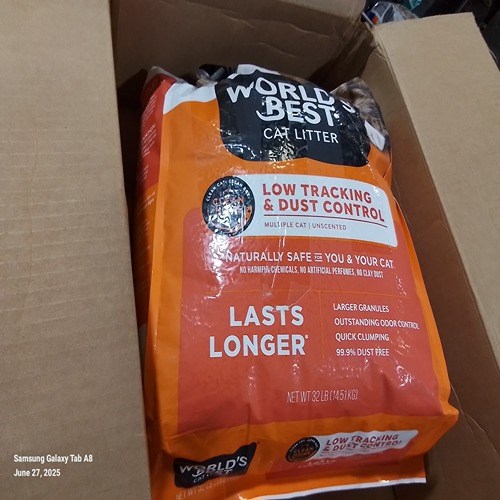 WORLD'S
BEST
CAT LITTER
LOW TRACKING
& DUST CONTROL
MULTIPLE CAT | UNSCENTED
NATURALLY SAFE FOR YOU & YOUR CAT
NO HARMFUL CHEMICALS, NO ARTIFICIAL PERFUMES, NO CLAY DUST
LASTS
LONGER*
LARGER GRANULES
OUTSTANDING ODOR CONTROL
QUICK CLUMPING
99.9% DUST FREE
NET WT 32 LB (14.51 KG)
WORLD'S
LOW TRACKING
& DUST CONTROL
Samsung Galaxy Tab A8
June 27, 2025